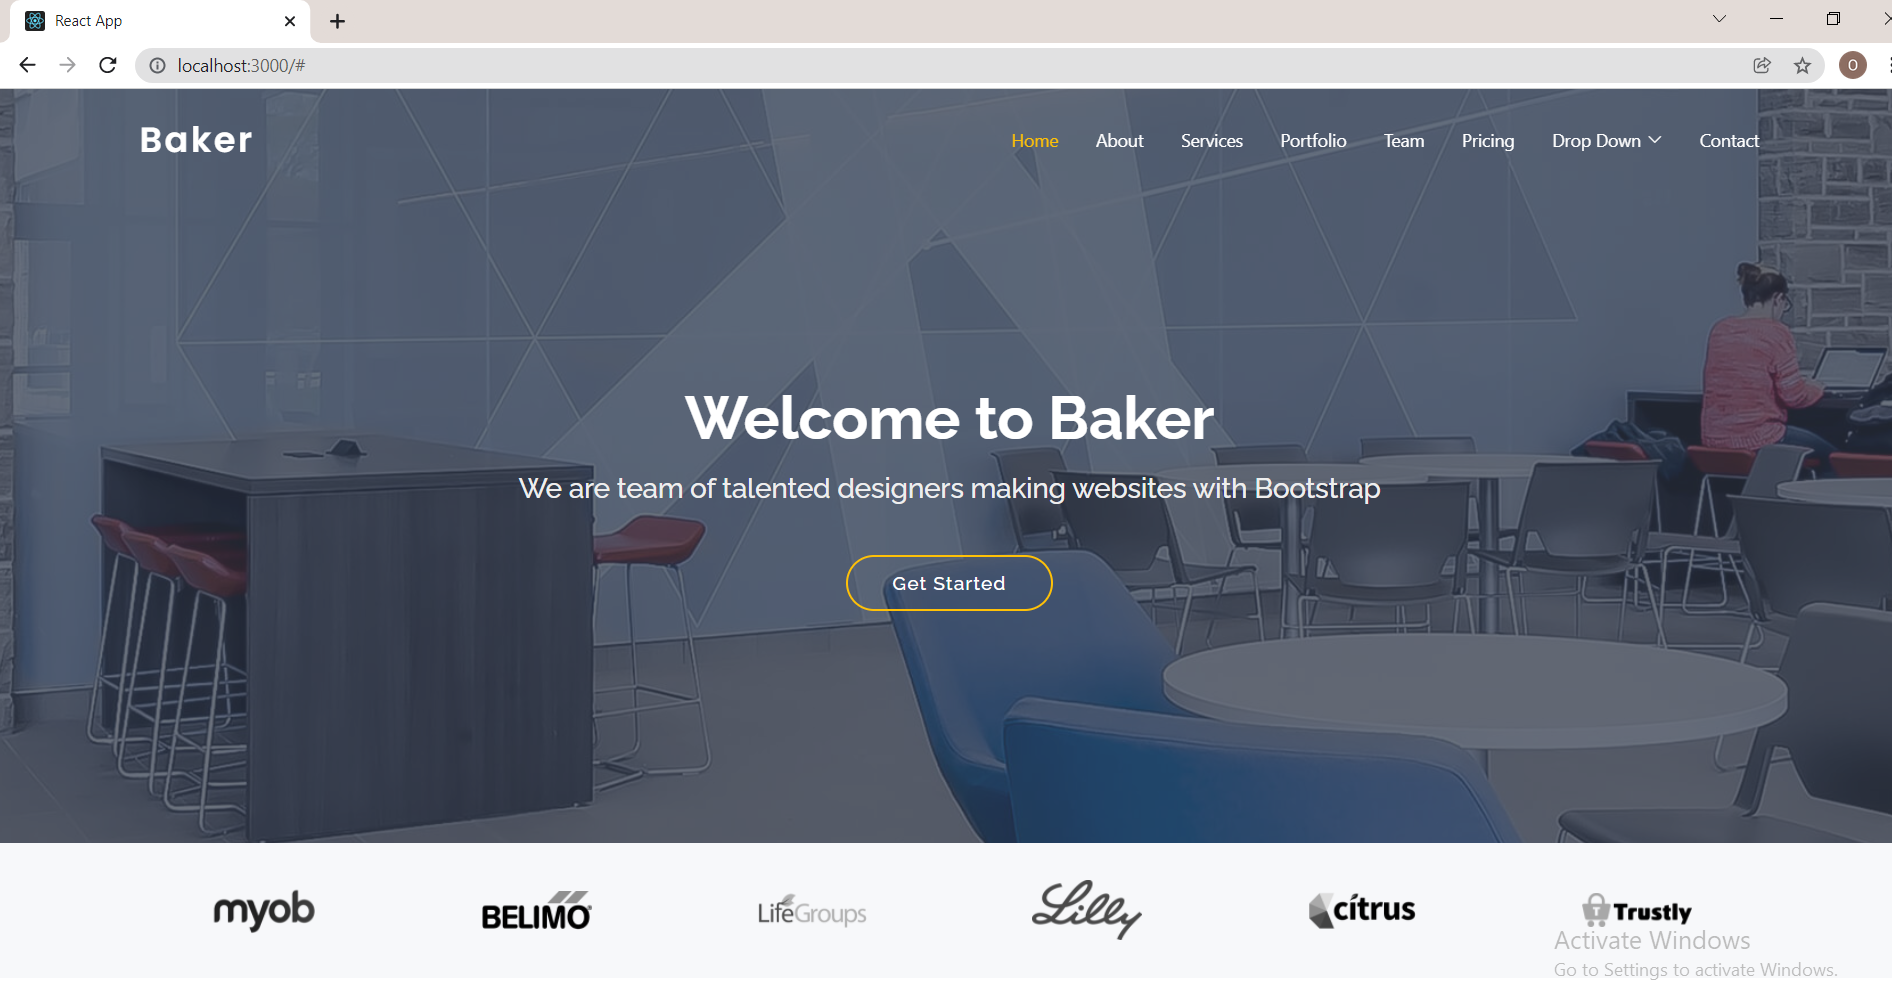 React App
localhost:3000/#
O
Baker
Home About Services Portfolio Team Pricing Drop Down Contact
Welcome to Baker
We are team of talented designers making websites with Bootstrap
Get Started
myob BELIMO LifeGroups Lilly citrus Trustly
Activate Windows
Go to Settings to activate Windows.